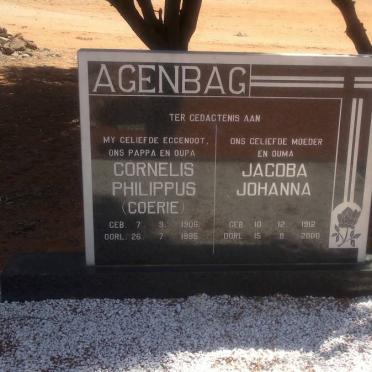 AGENBAG
TER GEDAGTENIS AAN
MY GELIEFDE EGGENOOT,
ONS PAPPA EN OUPA
CORNELIS
PHILIPPUS
(COERIE)
GEB. 7 9 1906
OORL. 26 7 1995
ONS GELIEFDE MOEDER
EN OUMA
JACOBA
JOHANNA
GEB. 10 12 1912
OORL. 15 8 2000